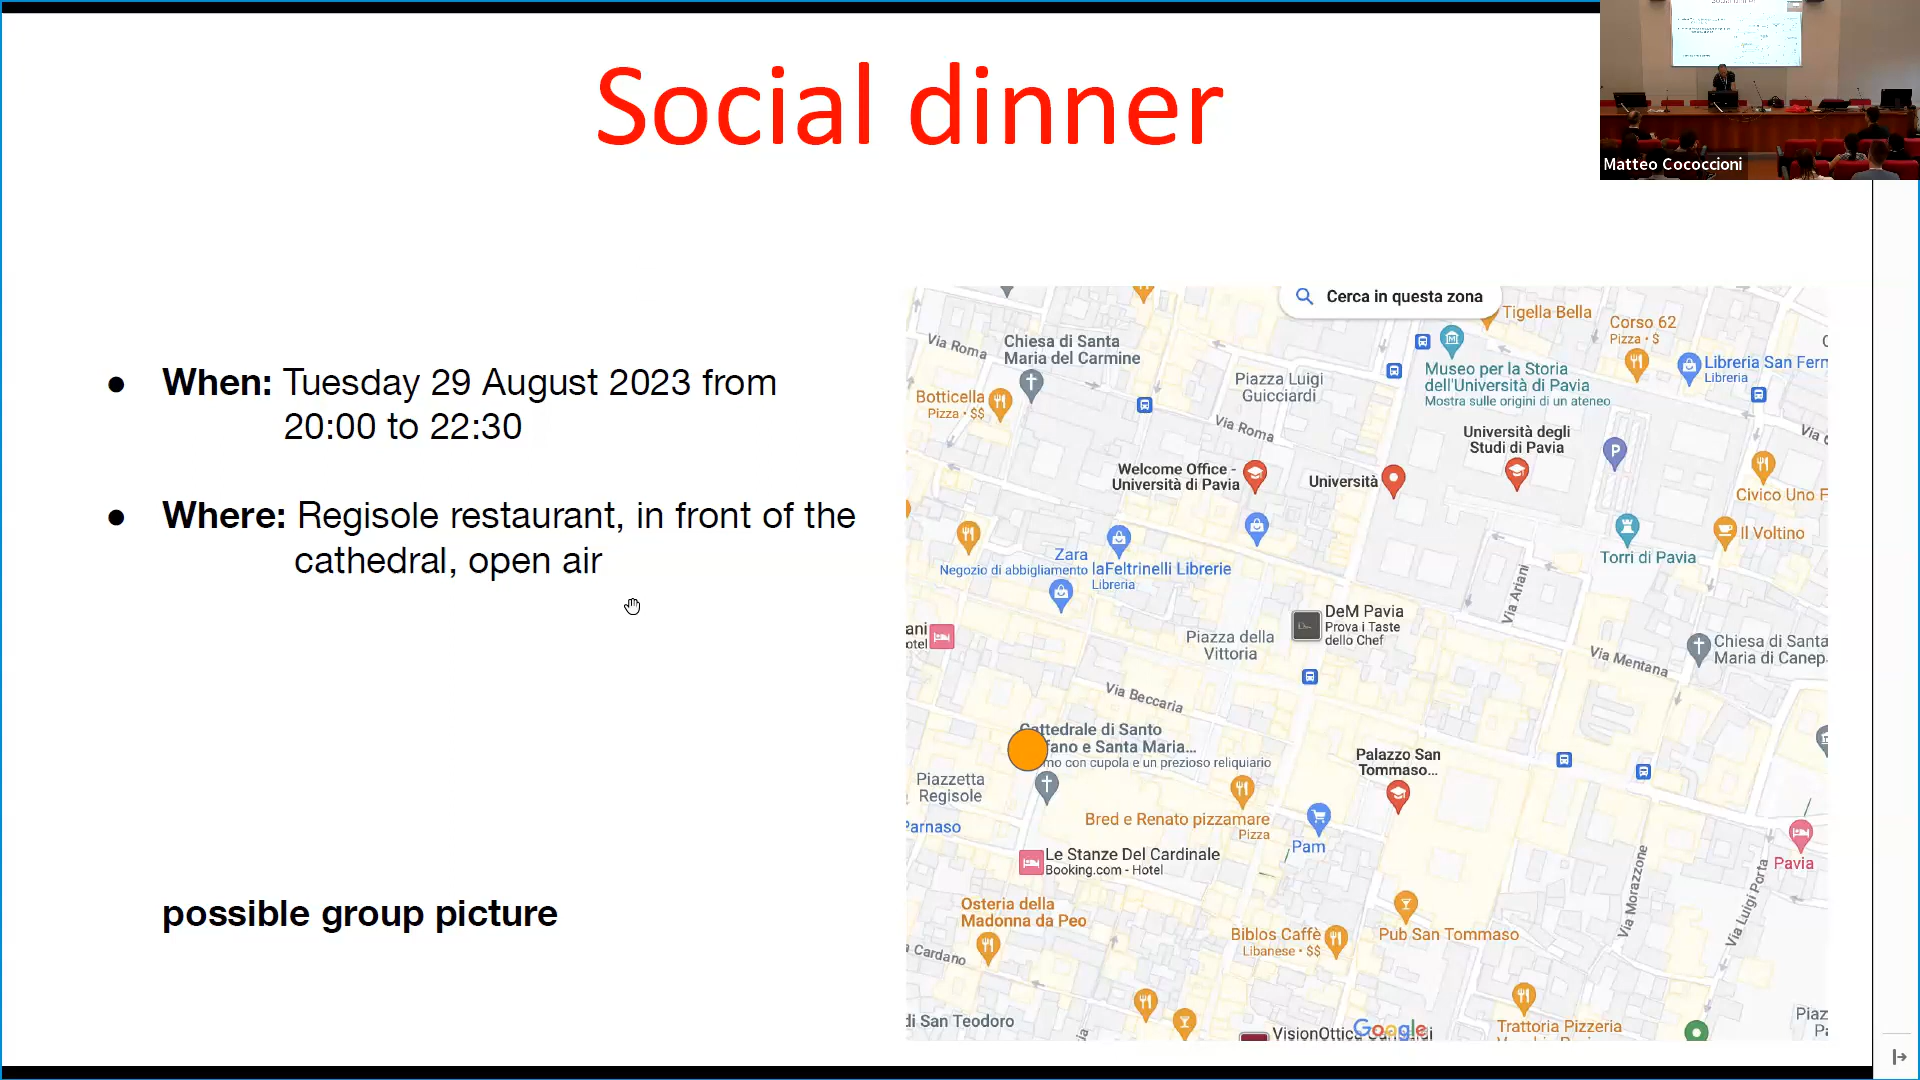 Social dinner
Matteo Cococcioni
● When: Tuesday 29 August 2023 from
20:00 to 22:30
● Where: Regisole restaurant, in front of the
cathedral, open air
possible group picture
Cerca in questa zona
Tigella Bella
Corso 62
Pizza · $
Via Roma
Chiesa di Santa
Maria del Carmine
Museo per la Storia
dell'Università di Pavia
Mostra sulle origini di un ateneo
Libreria San Fern
Libreria
Piazza Luigi
Guicciardi
Botticella
Pizza · $$
Via Roma
Università degli
Studi di Pavia
P
Welcome Office -
Università di Pavia
Università
Civico Uno F
Il Voltino
Torri di Pavia
Zara
Negozio di abbigliamento
laFeltrinelli Librerie
Libreria
Via Ariani
DeM Pavia
Prova i Taste
dello Chef
ani
otel
Piazza della
Vittoria
Chiesa di Santa
Maria di Canep
Via Mentana
Via Beccaria
Cattedrale di Santo
fano e Santa Maria...
mo con cupola e un prezioso reliquiario
Palazzo San
Tommaso...
Piazzetta
Regisole
Parnaso
Bred e Renato pizzamare
Pizza
Pam
Le Stanze Del Cardinale
Booking.com - Hotel
Pavia
Via Morazzone
Via Luigi Porta
Osteria della
Madonna da Peo
Biblos Caffè
Libanese · $$
Pub San Tommaso
Cardano
di San Teodoro
VisionOttica
Google
Trattoria Pizzeria
Piaz